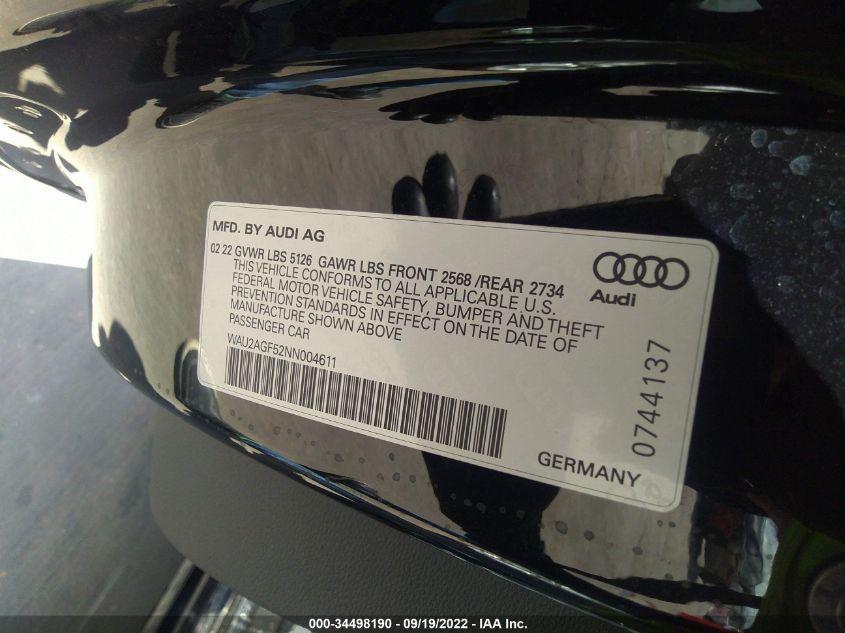 MFD. BY AUDI AG
02 22 GVWR LBS 5126 GAWR LBS FRONT 2568 /REAR 2734
THIS VEHICLE CONFORMS TO ALL APPLICABLE U.S.
FEDERAL MOTOR VEHICLE SAFETY, BUMPER AND THEFT
PREVENTION STANDARDS IN EFFECT ON THE DATE OF
MANUFACTURE SHOWN ABOVE
PASSENGER CAR
WAU2AGF52NN004611
Audi
0744137
GERMANY
000-34498190 - 09/19/2022 - IAA Inc.